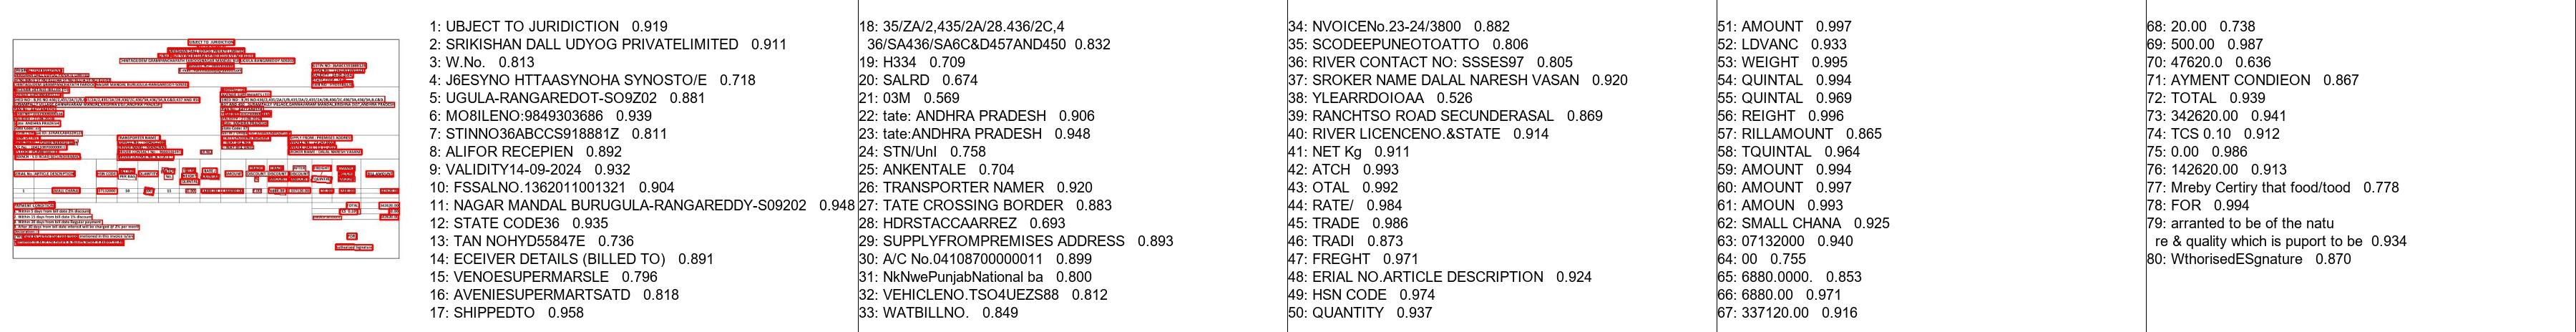 1: UBJECT TO JURIDICTION 0.919
2: SRIKISHAN DALL UDYOG PRIVATELIMITED 0.911
3: W.No. 0.813
4: J6ESYNO HTTAASYNOHA SYNOSTO/E 0.718
5: UGULA-RANGAREDOT-SO9Z02 0.881
6: MO8ILENO:9849303686 0.939
7: STINNO36ABCCS918881Z 0.811
8: ALIFOR RECEPIEN 0.892
9: VALIDITY14-09-2024 0.932
10: FSSALNO.1362011001321 0.904
11: NAGAR MANDAL BURUGULA-RANGAREDDY-S09202 0.948
12: STATE CODE36 0.935
13: TAN NOHYD55847E 0.736
14: ECEIVER DETAILS (BILLED TO) 0.891
15: VENOESUPERMARSLE 0.796
16: AVENIESUPERMARTSATD 0.818
17: SHIPPEDTO 0.958
18: 35/ZA/2,435/2A/28.436/2C,4
36/SA436/SA6C&D457AND450 0.832
19: H334 0.709
20: SALRD 0.674
21: 03M 0.569
22: tate: ANDHRA PRADESH 0.906
23: tate:ANDHRA PRADESH 0.948
24: STN/UnI 0.758
25: ANKENTALE 0.704
26: TRANSPORTER NAMER 0.920
27: TATE CROSSING BORDER 0.883
28: HDRSTACCAARREZ 0.693
29: SUPPLYFROMPREMISES ADDRESS 0.893
30: A/C No.04108700000011 0.899
31: NkNwePunjabNational ba 0.800
32: VEHICLENO.TSO4UEZS88 0.812
33: WATBILLNO. 0.849
34: NVOICENo.23-24/3800 0.882
35: SCODEEPUNEOTOATTO 0.806
36: RIVER CONTACT NO: SSSES97 0.805
37: SROKER NAME DALAL NARESH VASAN 0.920
38: YLEARRDOIOAA 0.526
39: RANCHTSO ROAD SECUNDERASAL 0.869
40: RIVER LICENCENO.&STATE 0.914
41: NET Kg 0.911
42: ATCH 0.993
43: OTAL 0.992
44: RATE/ 0.984
45: TRADE 0.986
46: TRADI 0.873
47: FREGHT 0.971
48: ERIAL NO.ARTICLE DESCRIPTION 0.924
49: HSN CODE 0.974
50: QUANTITY 0.937
51: AMOUNT 0.997
52: LDVANC 0.933
53: WEIGHT 0.995
54: QUINTAL 0.994
55: QUINTAL 0.969
56: REIGHT 0.996
57: RILLAMOUNT 0.865
58: TQUINTAL 0.964
59: AMOUNT 0.994
60: AMOUNT 0.997
61: AMOUN 0.993
62: SMALL CHANA 0.925
63: 07132000 0.940
64: 00 0.755
65: 6880.0000. 0.853
66: 6880.00 0.971
67: 337120.00 0.916
68: 20.00 0.738
69: 500.00 0.987
70: 47620.0 0.636
71: AYMENT CONDIEON 0.867
72: TOTAL 0.939
73: 342620.00 0.941
74: TCS 0.10 0.912
75: 0.00 0.986
76: 142620.00 0.913
77: Mreby Certiry that food/tood 0.778
78: FOR 0.994
79: arranted to be of the natu
re & quality which is puport to be 0.934
80: WthorisedESgnature 0.870